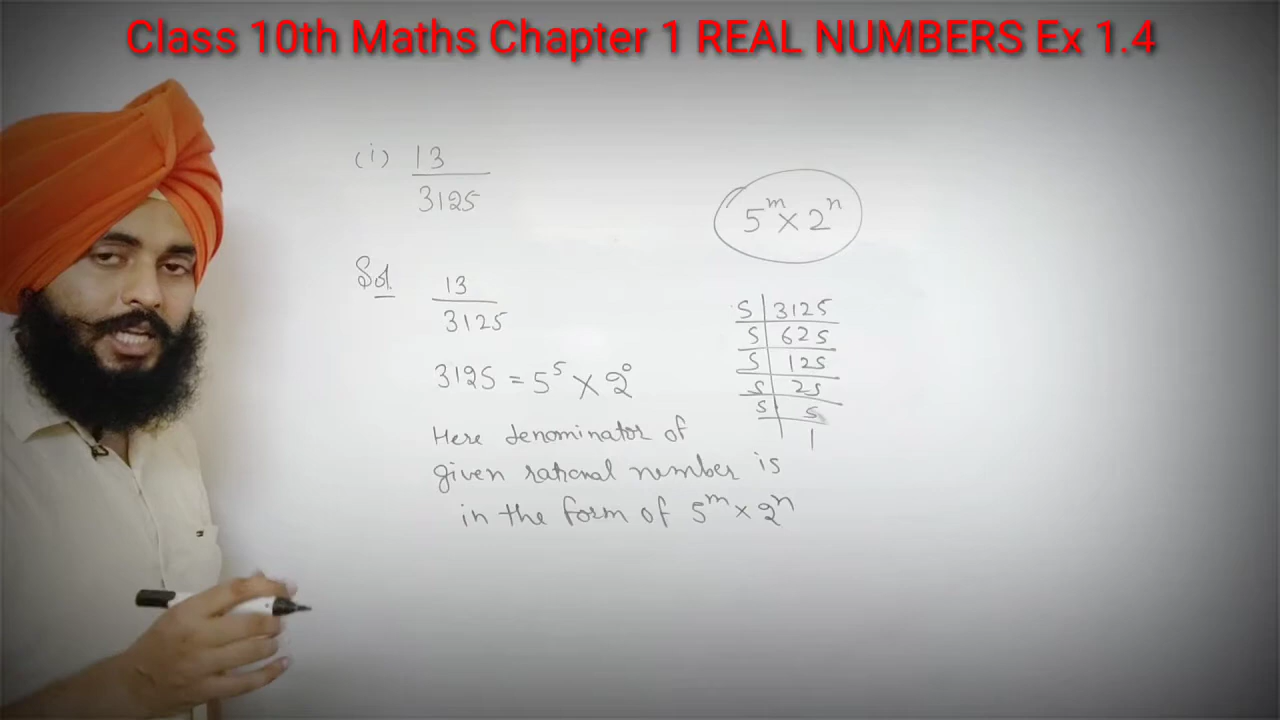 Class 10th Maths Chapter 1 REAL NUMBERS Ex 1.4
(i) 13
3125
5^m × 2^n
Sol. 13
3125
3125 = 5^5 × 2^0
Here denominator of
given rational number is
in the form of 5^m × 2^n
5 | 3125
5 | 625
5 | 125
5 | 25
5 | 5
| 1